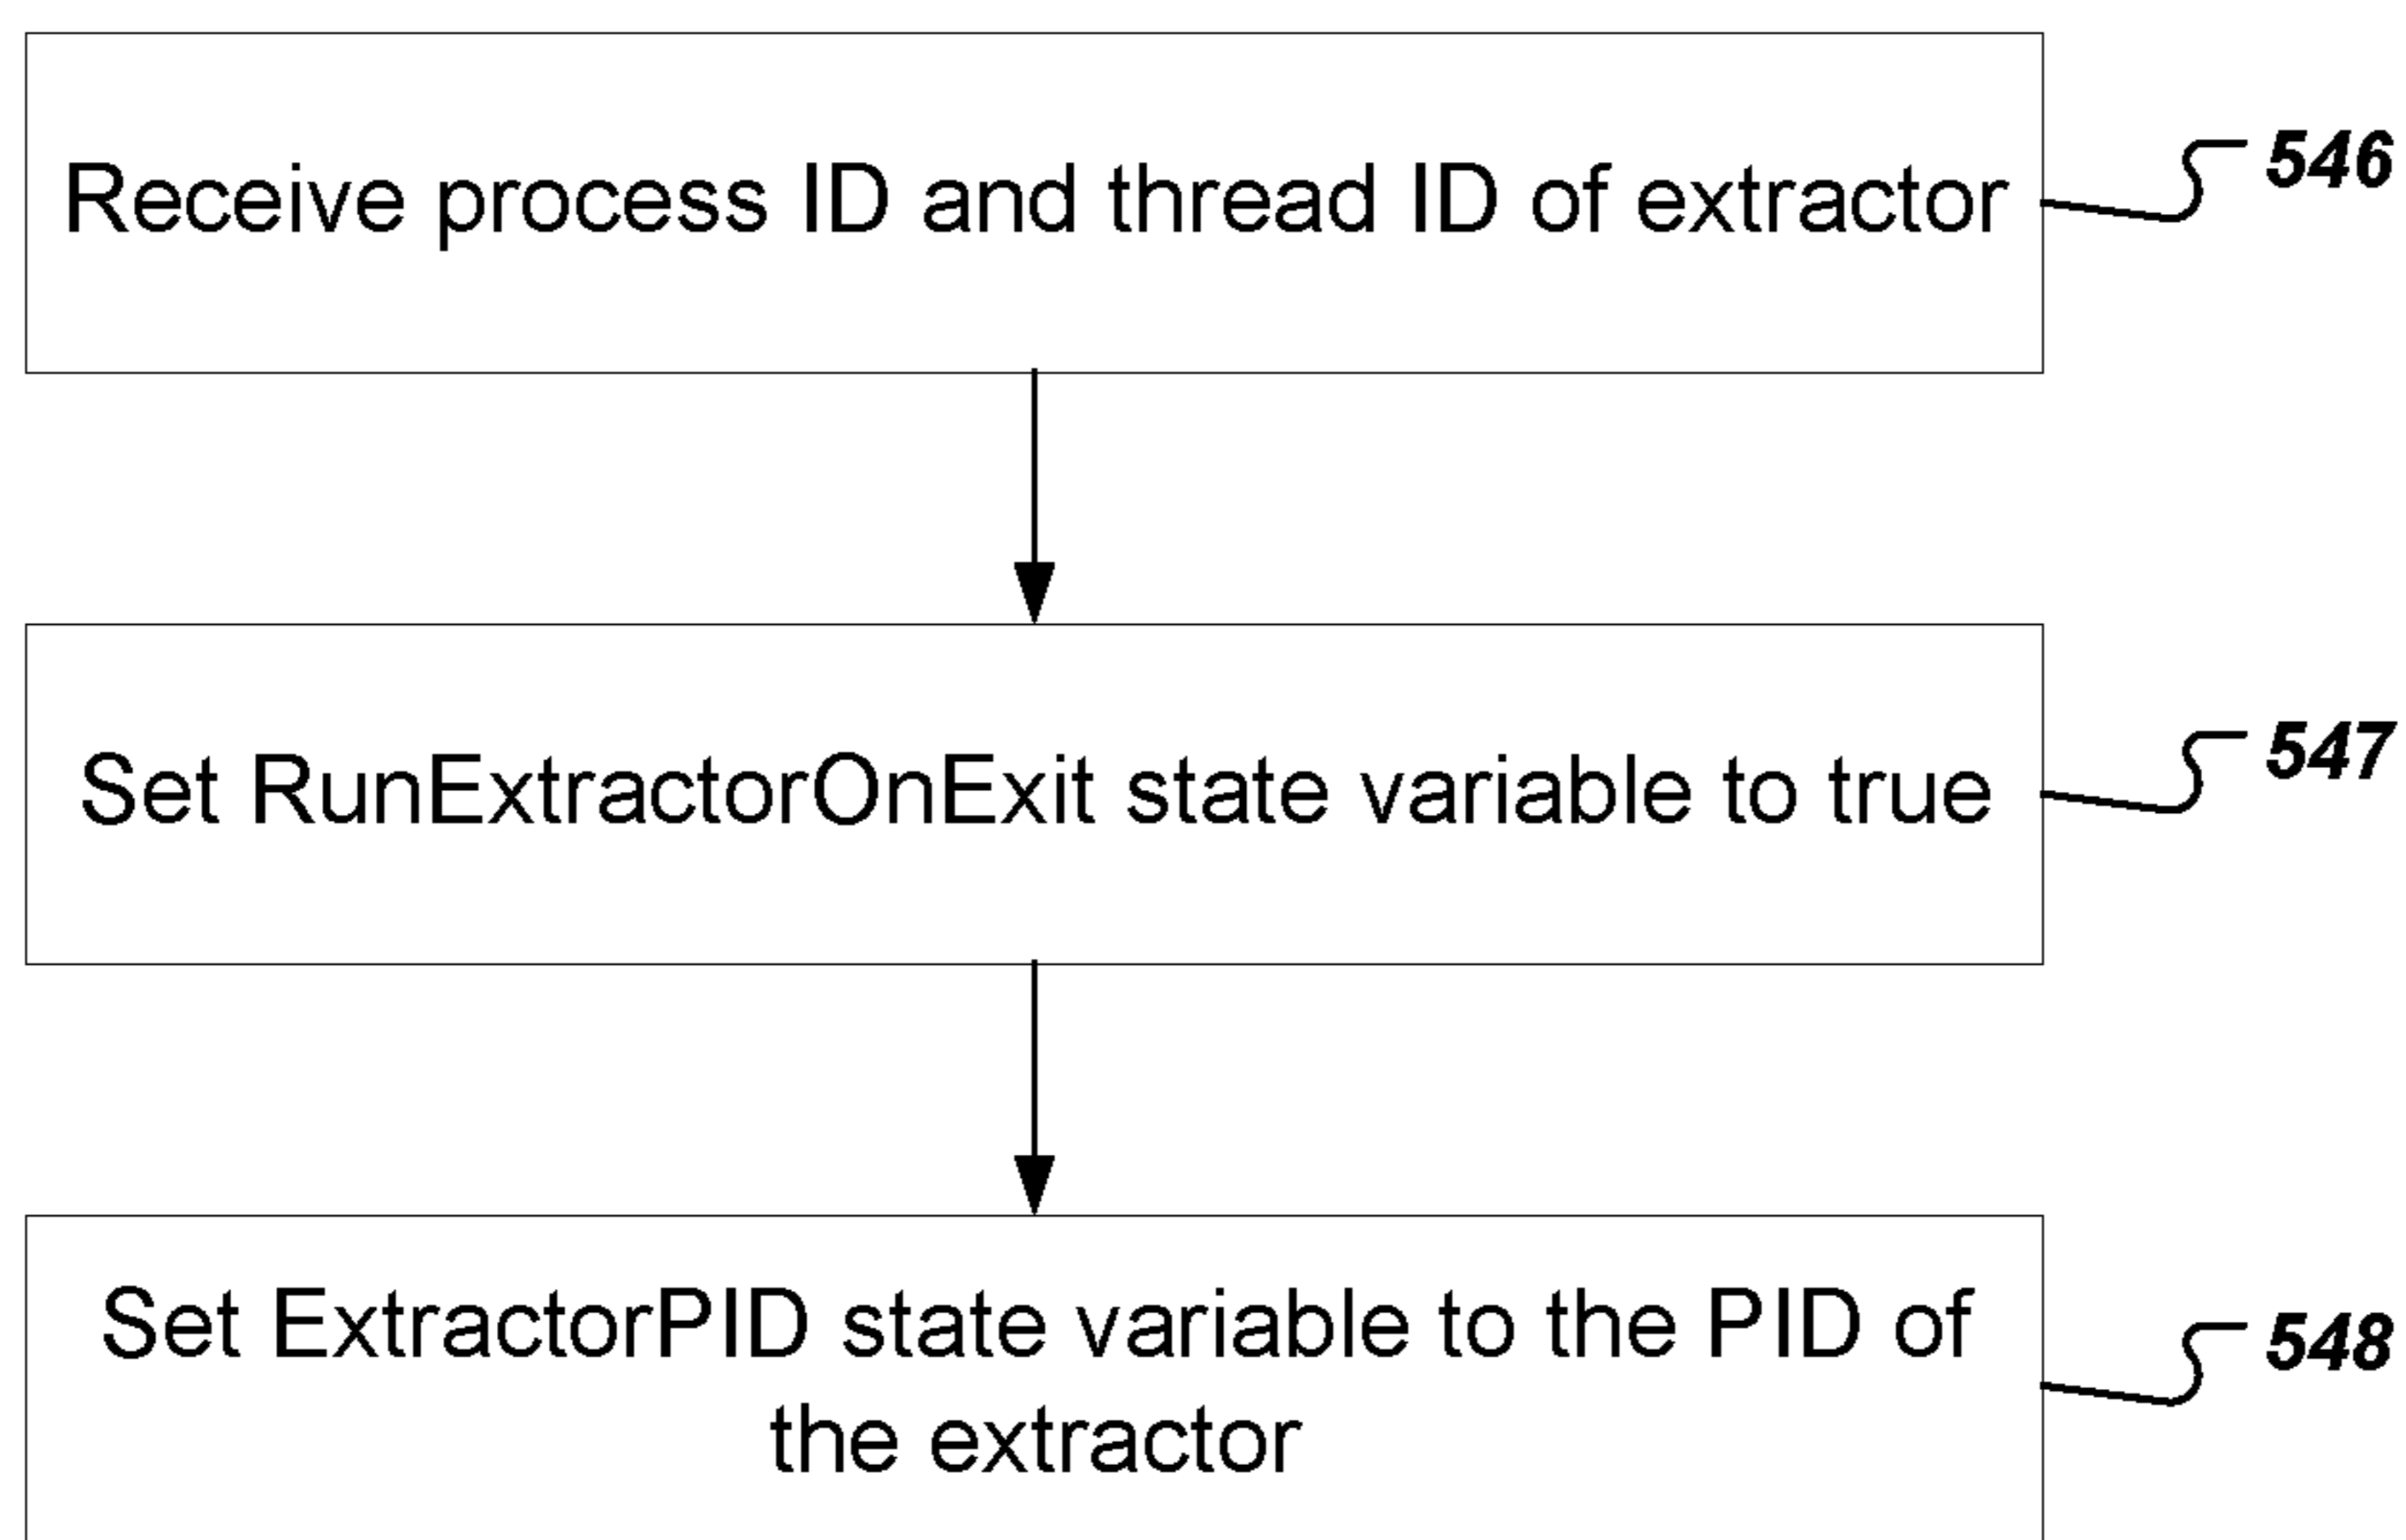 Receive process ID and thread ID of extractor
546
Set RunExtractorOnExit state variable to true
547
Set ExtractorPID state variable to the PID of
the extractor
548